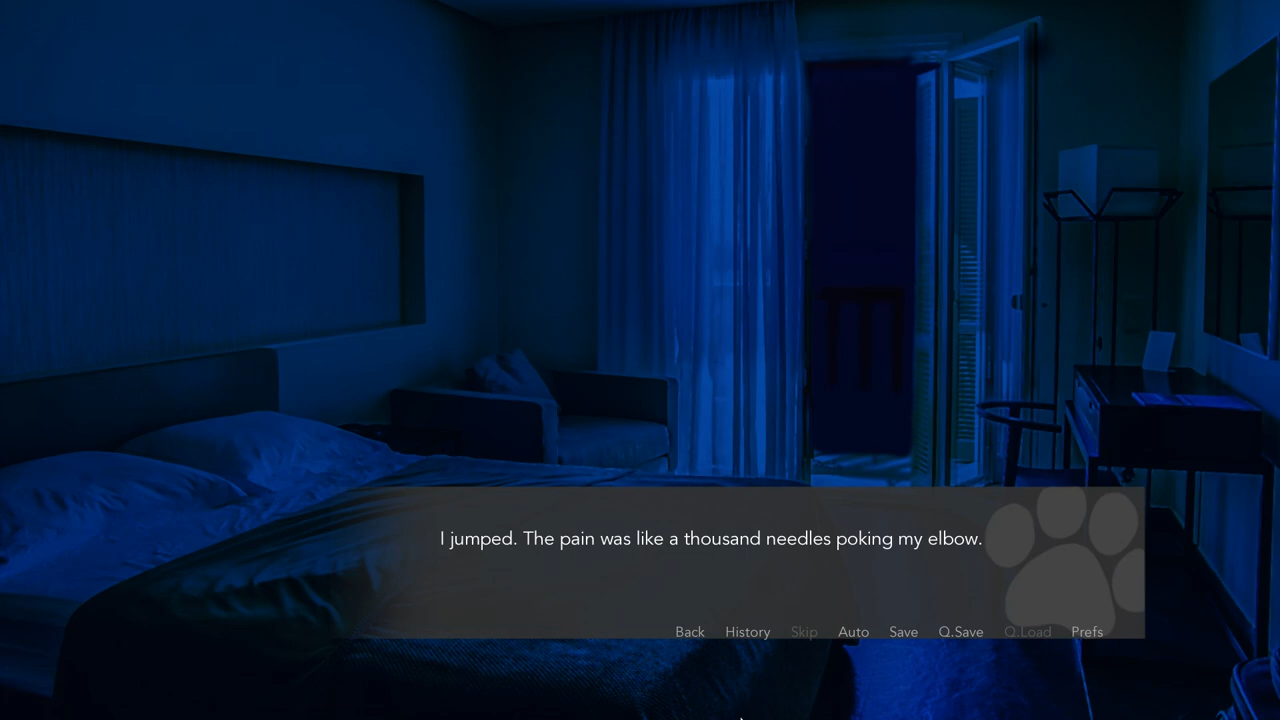 I jumped. The pain was like a thousand needles poking my elbow.
Back History Skip Auto Save Q.Save Q.Load Prefs